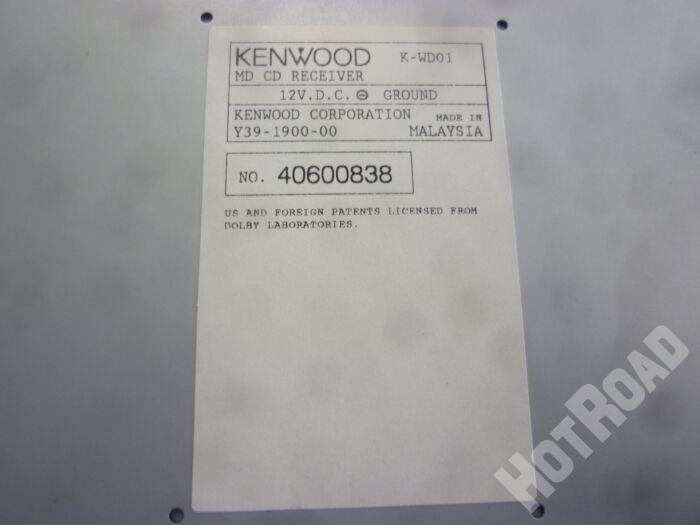 KENWOOD K-WD01
MD CD RECEIVER
12V.D.C. ⊖ GROUND
KENWOOD CORPORATION MADE IN
Y39-1900-00 MALAYSIA
NO. 40600838
US AND FOREIGN PATENTS LICENSED FROM
DOLBY LABORATORIES.
HOTROAD